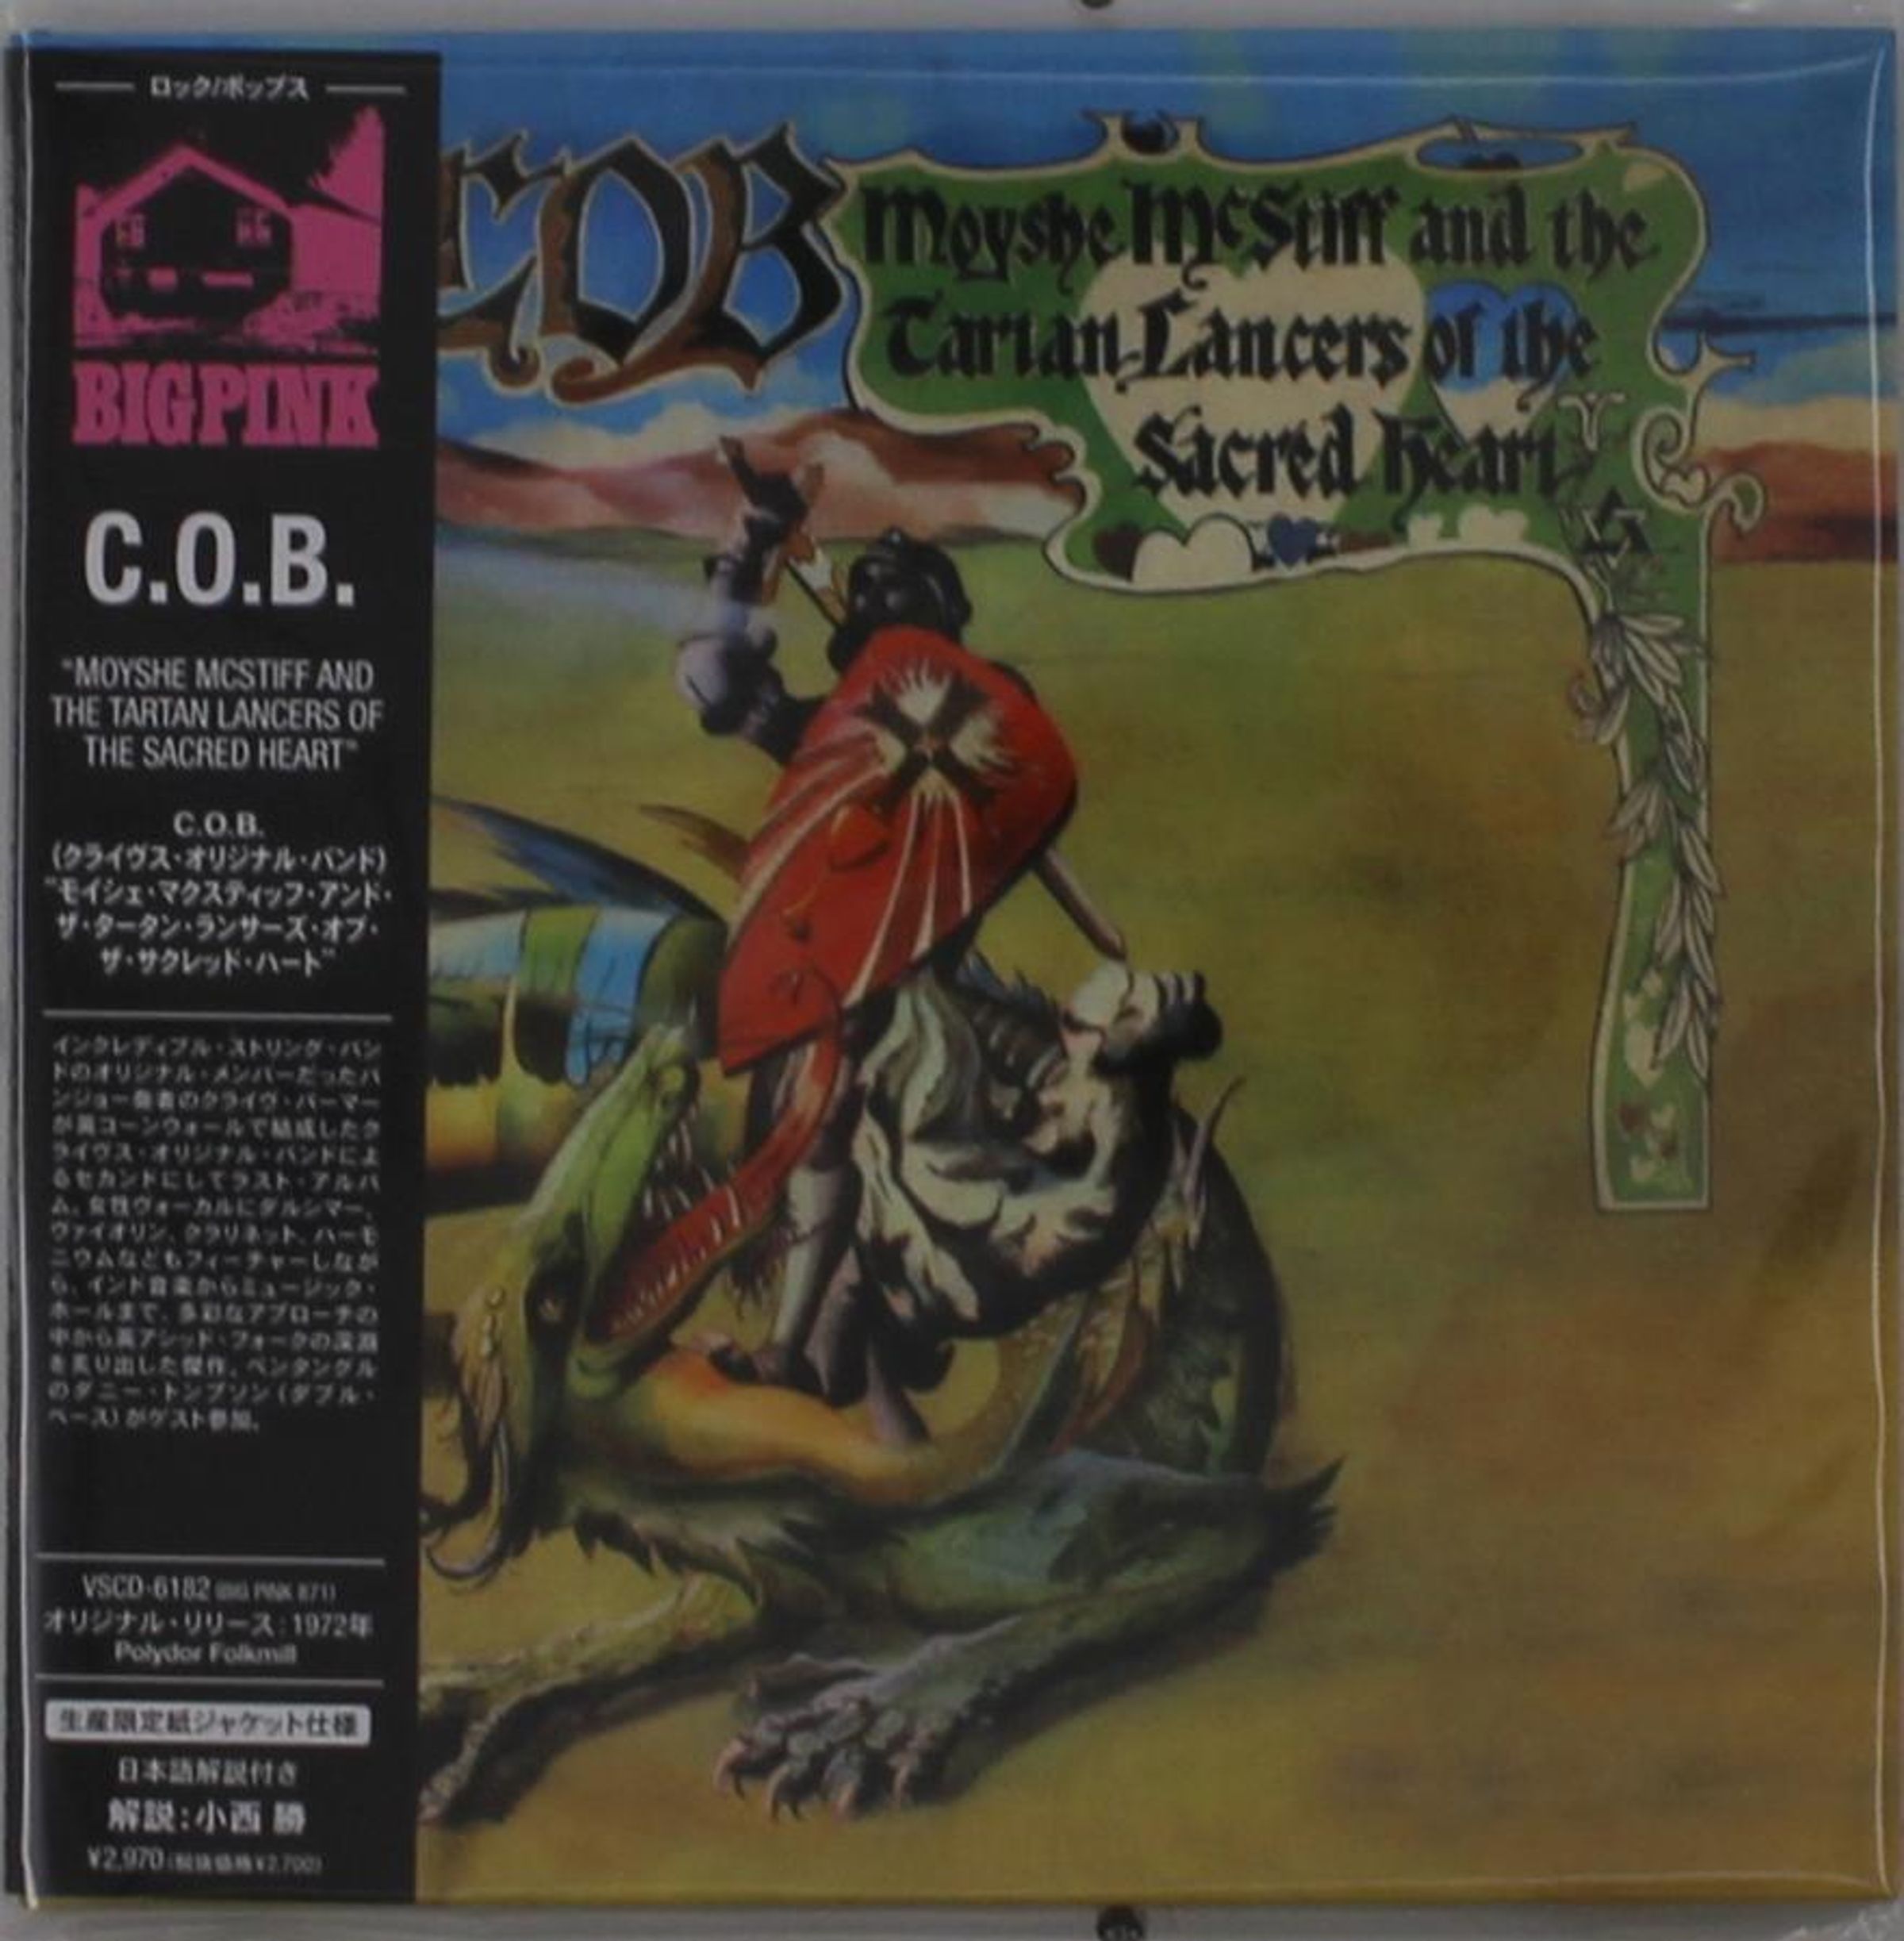 ロック/ポップス
BIG PINK
C.O.B.
"MOYSHE MCSTIFF AND
THE TARTAN LANCERS OF
THE SACRED HEART"
C.O.B.
(クライヴス・オリジナル・バンド)
"モイシェ・マクスティッフ・アンド・
ザ・タータン・ランサーズ・オブ・
ザ・サクレッド・ハート"
インクレディブル・ストリング・バン
ドのオリジナル・メンバーだったバ
ンジョー奏者のクライヴ・パーマー
が英コーンウォールで結成したク
ライヴス・オリジナル・バンドによ
るセカンドにしてラスト・アルバ
ム。女性ヴォーカルにダルシマー、
ヴァイオリン、クラリネット、ハーモ
ニウムなどもフィーチャーしなが
ら、インド音楽からミュージック・
ホールまで、多彩なアプローチの
中から英アシッド・フォークの深淵
を炙り出した傑作。ペンタングル
のダニー・トンプソン(ダブル・
ベース)がゲスト参加。
VSCD-6182 (BIG PINK 871)
オリジナル・リリース:1972年
Polydor Folkmill
生産限定紙ジャケット仕様
日本語解説付き
解説:小西 勝
¥2,970(税抜価格¥2,700)
COB
Moyshe McStiff and the
Tartan Lancers of the
Sacred Heart